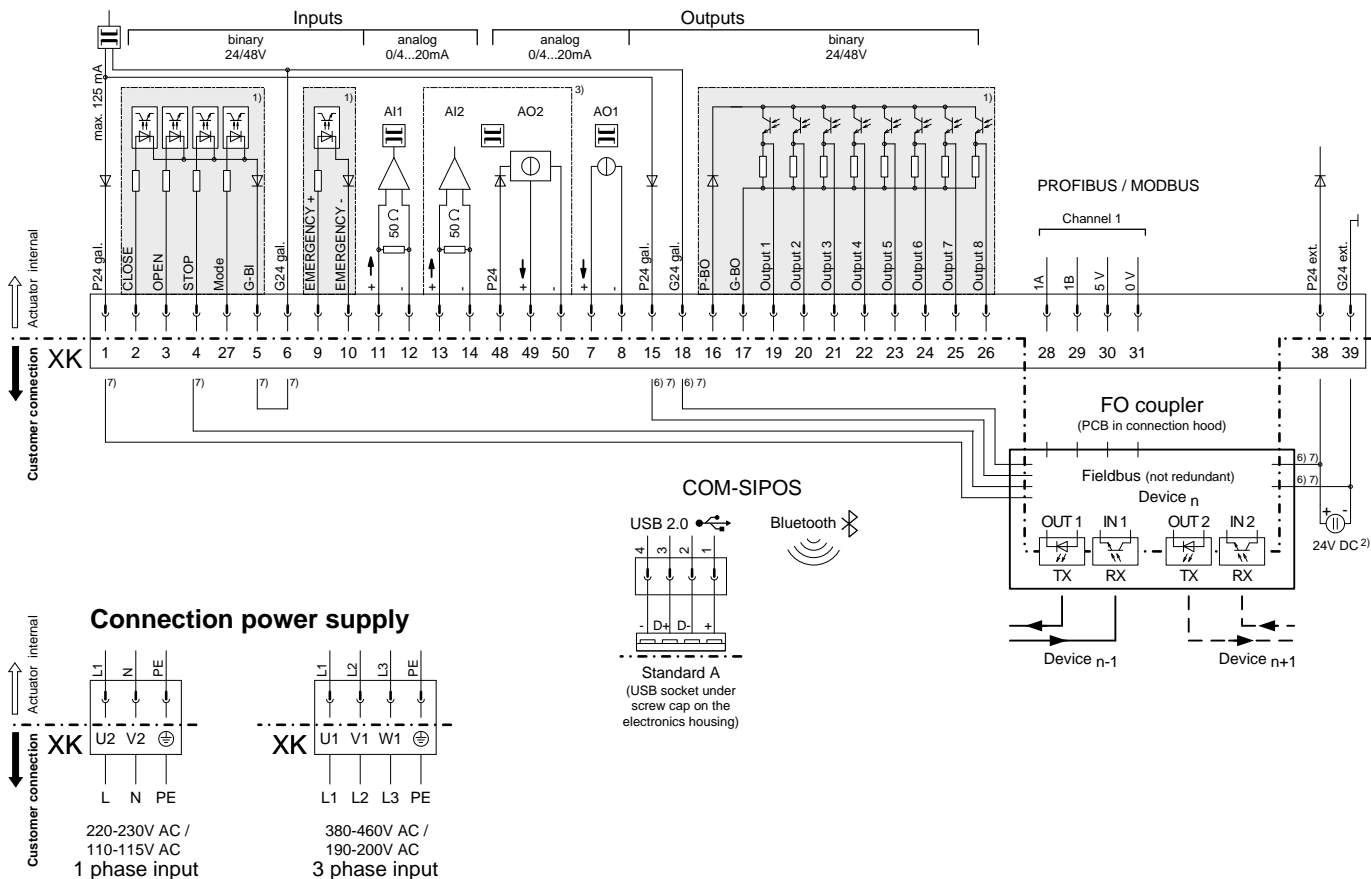 Inputs
Outputs
binary
24/48V
analog
0/4...20mA
analog
0/4...20mA
binary
24/48V
max. 125 mA
1)
1)
3)
1)
AI1
AI2
AO2
AO1
50 Ω
50 Ω
PROFIBUS / MODBUS
Channel 1
P24 gal.
CLOSE
OPEN
STOP
Mode
G-BI
G24 gal.
EMERGENCY +
EMERGENCY -
+
-
+
-
P24
+
-
+
-
P24 gal.
G24 gal.
P-BO
G-BO
Output 1
Output 2
Output 3
Output 4
Output 5
Output 6
Output 7
Output 8
1A
1B
5 V
0 V
P24 ext.
G24 ext.
Actuator internal
Customer connection
XK
1 2 3 4 27 5 6 9 10 11 12 13 14 48 49 50 7 8 15 18 16 17 19 20 21 22 23 24 25 26 28 29 30 31 38 39
7) 7) 7) 7) 6) 7) 6) 7)
FO coupler
(PCB in connection hood)
Fieldbus (not redundant)
Device n
6) 7)
6) 7)
OUT 1 IN 1 OUT 2 IN 2
TX RX TX RX
+ -
24V DC 2)
Device n-1
Device n+1
COM-SIPOS
USB 2.0
Bluetooth
4 3 2 1
- D+ D- +
Standard A
(USB socket under
screw cap on the
electronics housing)
Connection power supply
Actuator internal
Customer connection
L1 N PE
XK
U2 V2
L N PE
220-230V AC /
110-115V AC
1 phase input
L1 L2 L3 PE
XK
U1 V1 W1
L1 L2 L3 PE
380-460V AC /
190-200V AC
3 phase input